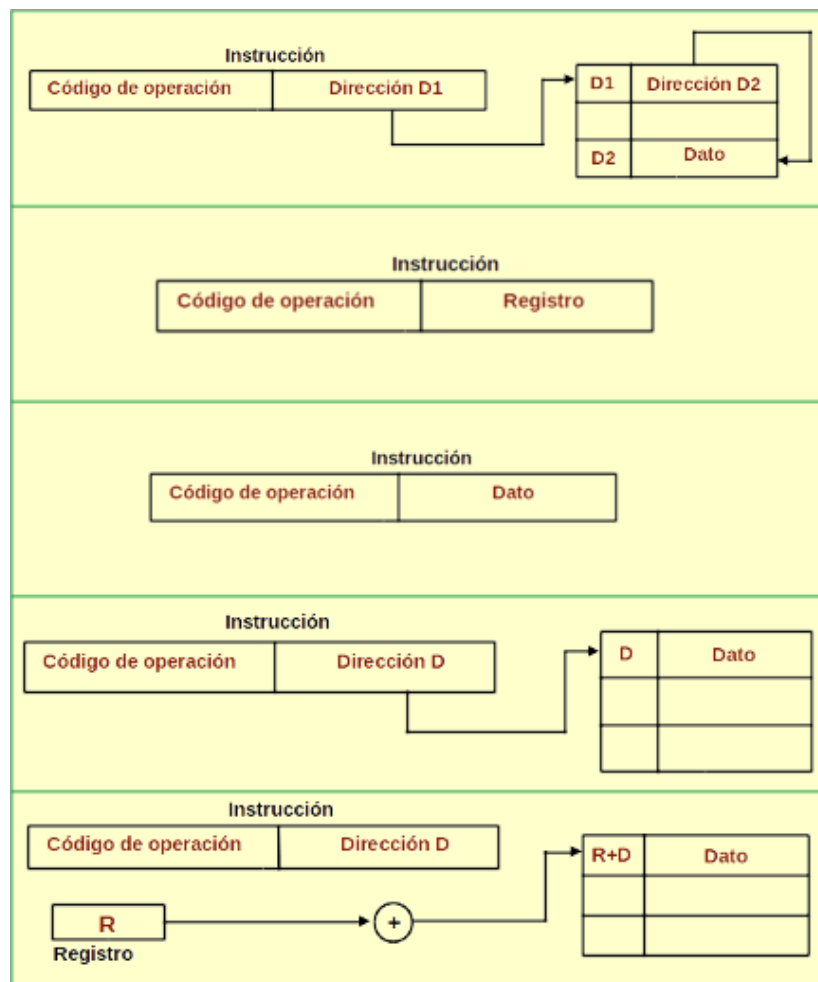 Instrucción
Código de operación Dirección D1
D1 Dirección D2
D2 Dato
Instrucción
Código de operación Registro
Instrucción
Código de operación Dato
Instrucción
Código de operación Dirección D
D Dato
Instrucción
Código de operación Dirección D
R+D Dato
R +
Registro